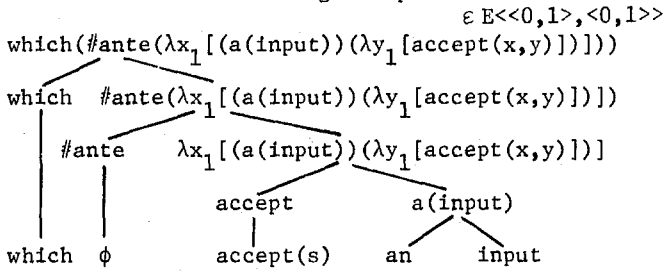 ε E<<0,1>,<0,1>>
which(#ante(λx₁[(a(input))(λy₁[accept(x,y)])]))
which #ante(λx₁[(a(input))(λy₁[accept(x,y)])])
#ante λx₁[(a(input))(λy₁[accept(x,y)])]
accept a(input)
which ϕ accept(s) an input